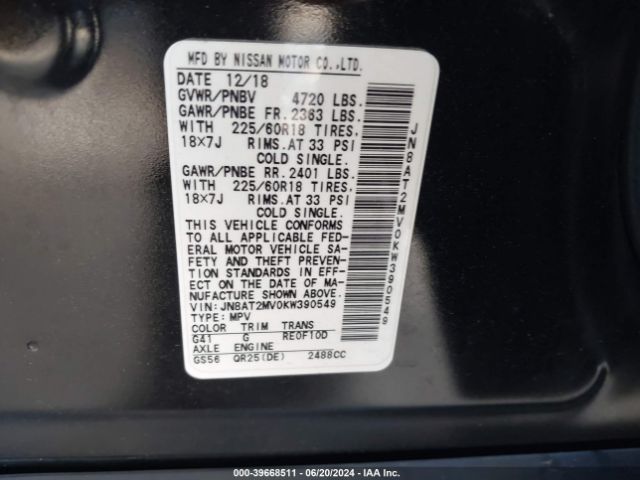 MFD BY NISSAN MOTOR CO.,LTD.
DATE 12/18
GVWR/PNBV 4720 LBS.
GAWR/PNBE FR. 2363 LBS.
WITH 225/60R18 TIRES,
18×7J RIMS.AT 33 PSI
COLD SINGLE.
GAWR/PNBE RR. 2401 LBS.
WITH 225/60R18 TIRES,
18×7J RIMS.AT 33 PSI
COLD SINGLE.
THIS VEHICLE CONFORMS
TO ALL APPLICABLE FED-
ERAL MOTOR VEHICLE SA-
FETY AND THEFT PREVEN-
TION STANDARDS IN EFF-
ECT ON THE DATE OF MA-
NUFACTURE SHOWN ABOVE.
VIN:JN8AT2MV0KW390549
TYPE:MPV
COLOR TRIM TRANS
G41 G RE0F10D
AXLE ENGINE
GS56 QR25(DE) 2488CC
JN8AT2MV0KW390549
000-39668511 - 06/20/2024 - IAA Inc.